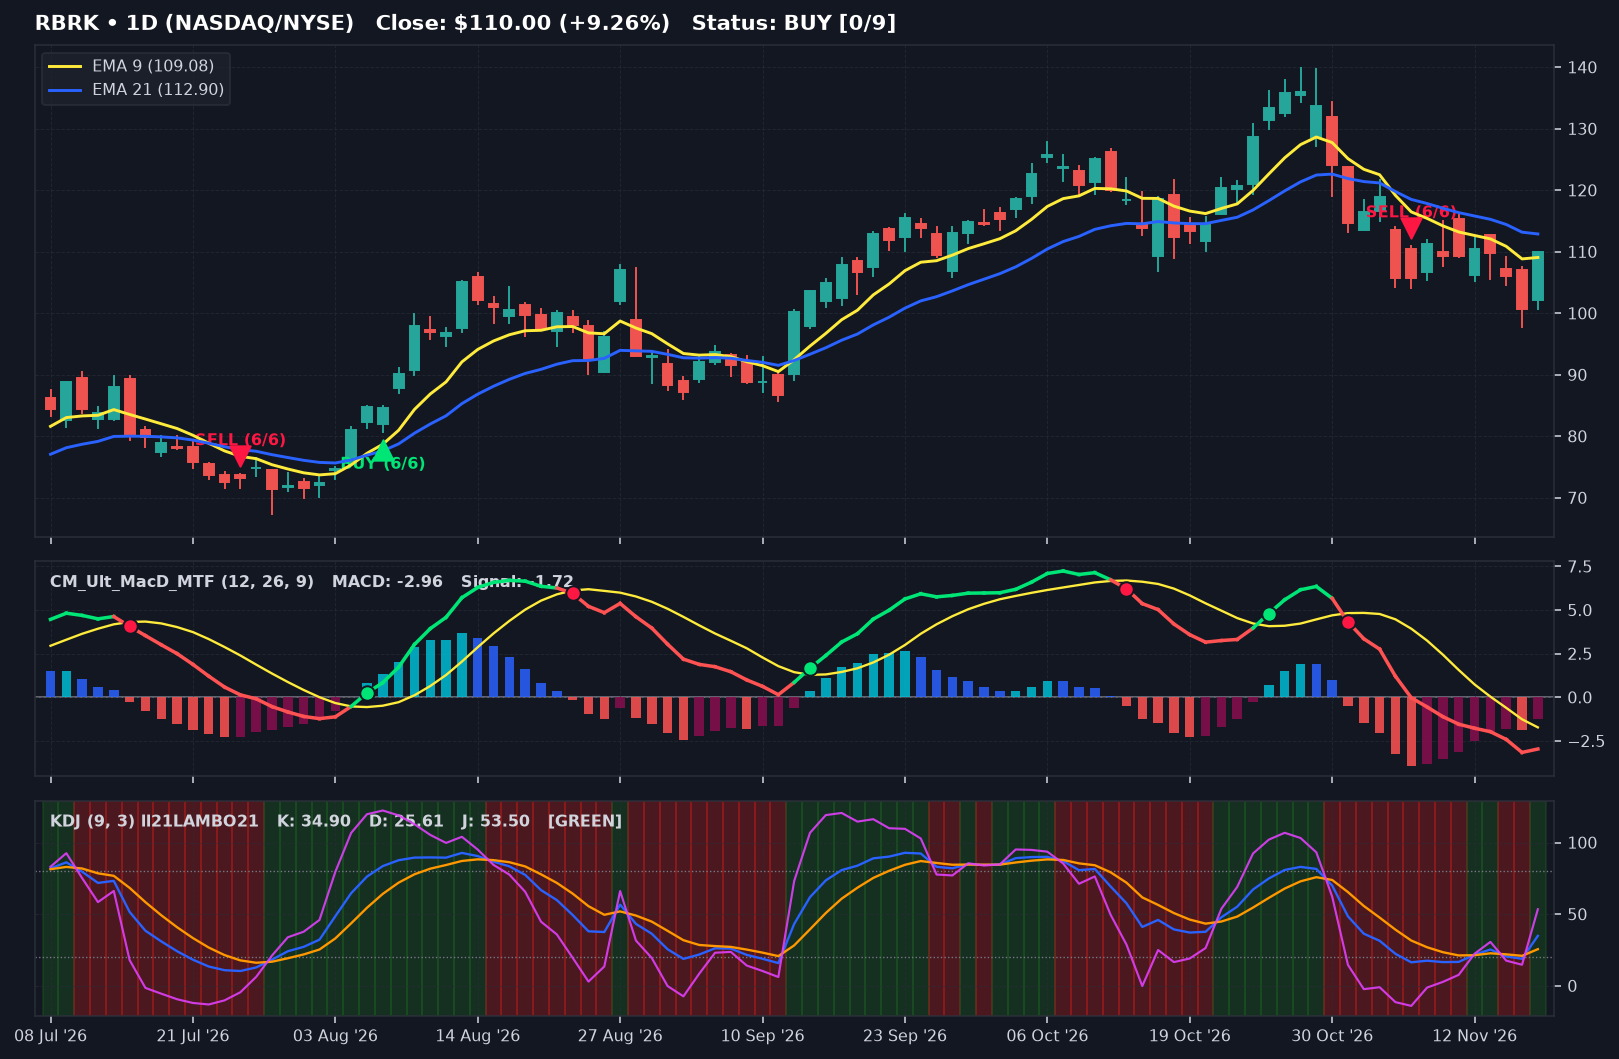 RBRK • 1D (NASDAQ/NYSE)   Close: $110.00 (+9.26%)   Status: BUY [0/9]
EMA 9 (109.08)
EMA 21 (112.90)
140
130
120
110
100
90
80
70
SELL (6/6)
BUY (6/6)
SELL (6/6)
CM_Ult_MacD_MTF (12, 26, 9)   MACD: -2.96   Signal: -1.72
7.5
5.0
2.5
0.0
−2.5
KDJ (9, 3) II21LAMBO21   K: 34.90   D: 25.61   J: 53.50   [GREEN]
100
50
0
08 Jul '26   21 Jul '26   03 Aug '26   14 Aug '26   27 Aug '26   10 Sep '26   23 Sep '26   06 Oct '26   19 Oct '26   30 Oct '26   12 Nov '26